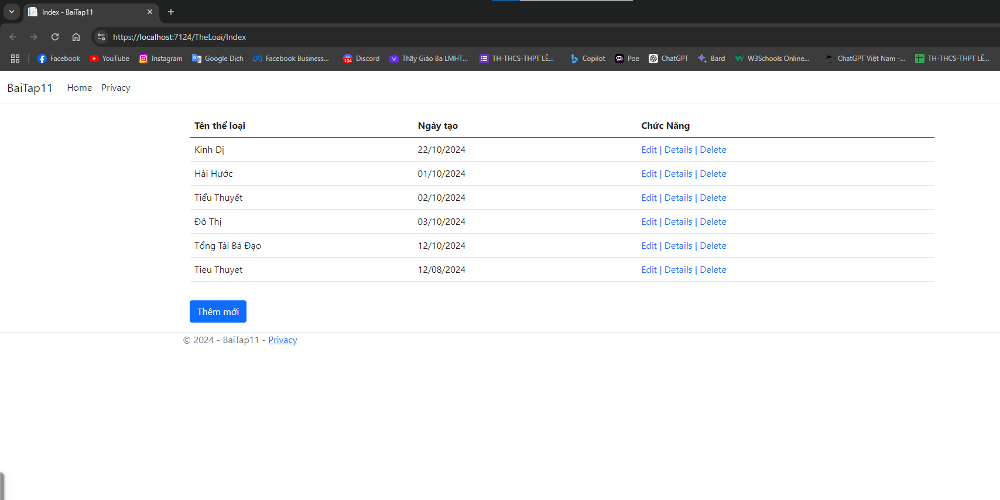 Index - BaiTap11
https://localhost:7124/TheLoai/Index
Facebook YouTube Instagram Google Dịch Facebook Business... Discord Thầy Giáo Ba LMHT... TH-THCS-THPT LÊ... Copilot Poe ChatGPT Bard W3Schools Online... ChatGPT Việt Nam -... TH-THCS-THPT LÊ...
BaiTap11 Home Privacy
Tên thể loại Ngày tạo Chức Năng
Kinh Dị 22/10/2024 Edit | Details | Delete
Hài Hước 01/10/2024 Edit | Details | Delete
Tiểu Thuyết 02/10/2024 Edit | Details | Delete
Đô Thị 03/10/2024 Edit | Details | Delete
Tổng Tài Bá Đạo 12/10/2024 Edit | Details | Delete
Tieu Thuyet 12/08/2024 Edit | Details | Delete
Thêm mới
© 2024 - BaiTap11 - Privacy